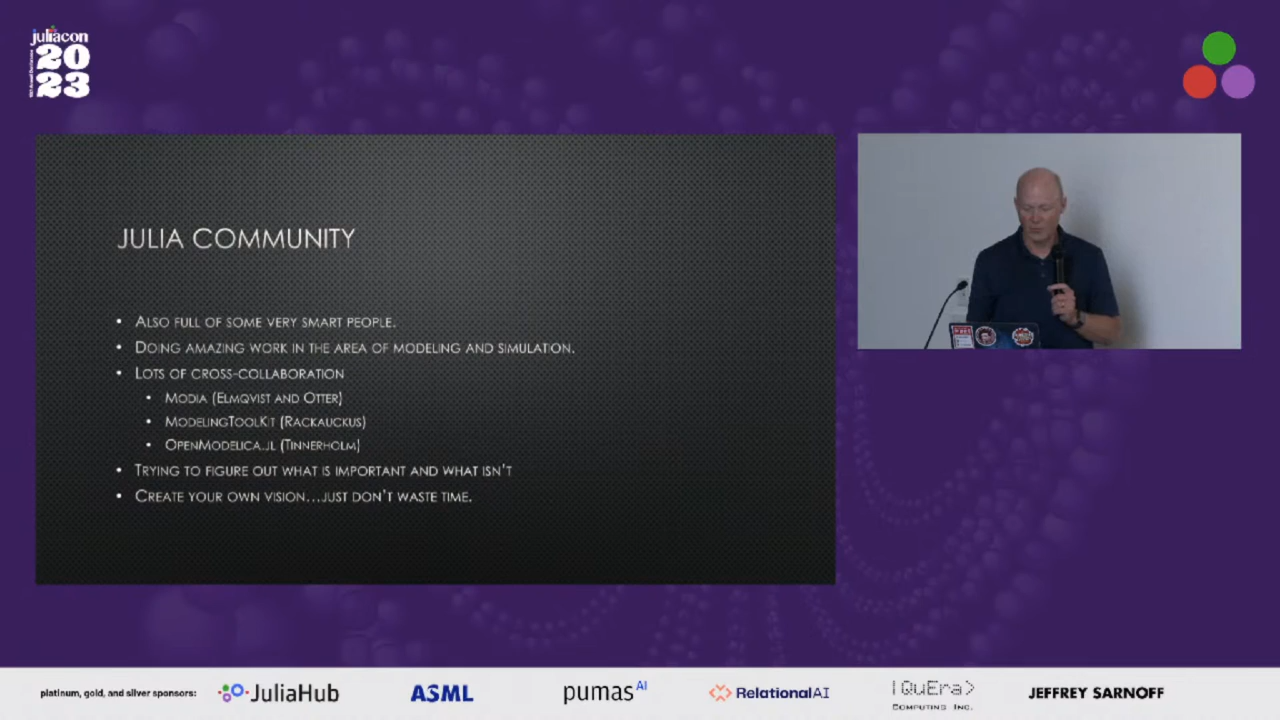 juliacon
20
23
JULIA COMMUNITY
• ALSO FULL OF SOME VERY SMART PEOPLE.
• DOING AMAZING WORK IN THE AREA OF MODELING AND SIMULATION.
• LOTS OF CROSS-COLLABORATION
• MODIA (ELMQVIST AND OTTER)
• MODELINGTOOLKIT (RACKAUCKUS)
• OPENMODELICA.JL (TINNERHOLM)
• TRYING TO FIGURE OUT WHAT IS IMPORTANT AND WHAT ISN'T
• CREATE YOUR OWN VISION...JUST DON'T WASTE TIME.
platinum, gold, and silver sponsors: JuliaHub ASML pumas AI RelationalAI |QuEra> COMPUTING INC. JEFFREY SARNOFF